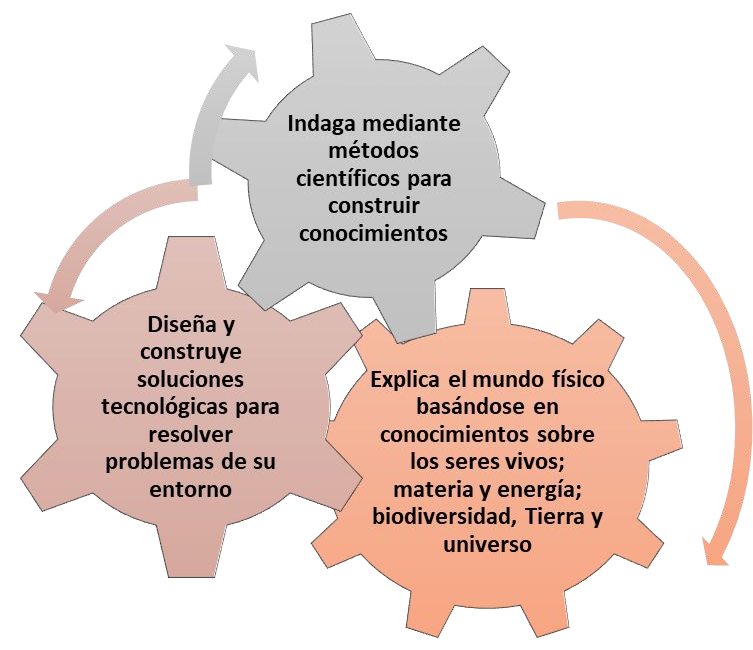 Indaga mediante
métodos
científicos para
construir
conocimientos
Diseña y
construye
soluciones
tecnológicas para
resolver
problemas de su
entorno
Explica el mundo físico
basándose en
conocimientos sobre
los seres vivos;
materia y energía;
biodiversidad, Tierra y
universo